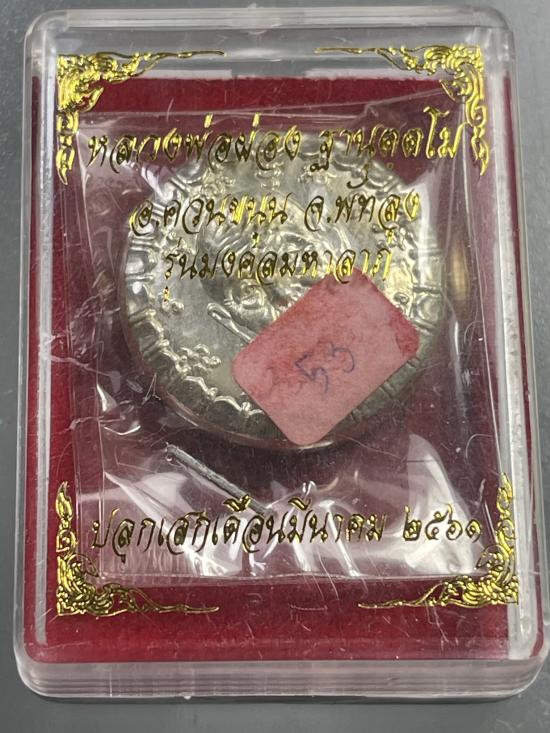 หลวงพ่อผ่อง ฐานุตฺตโม
อ.ควนขนุน จ.พัทลุง
รุ่นมงคลมหาลาภ
53
ปลุกเสกเดือนมีนาคม ๒๕๖๑